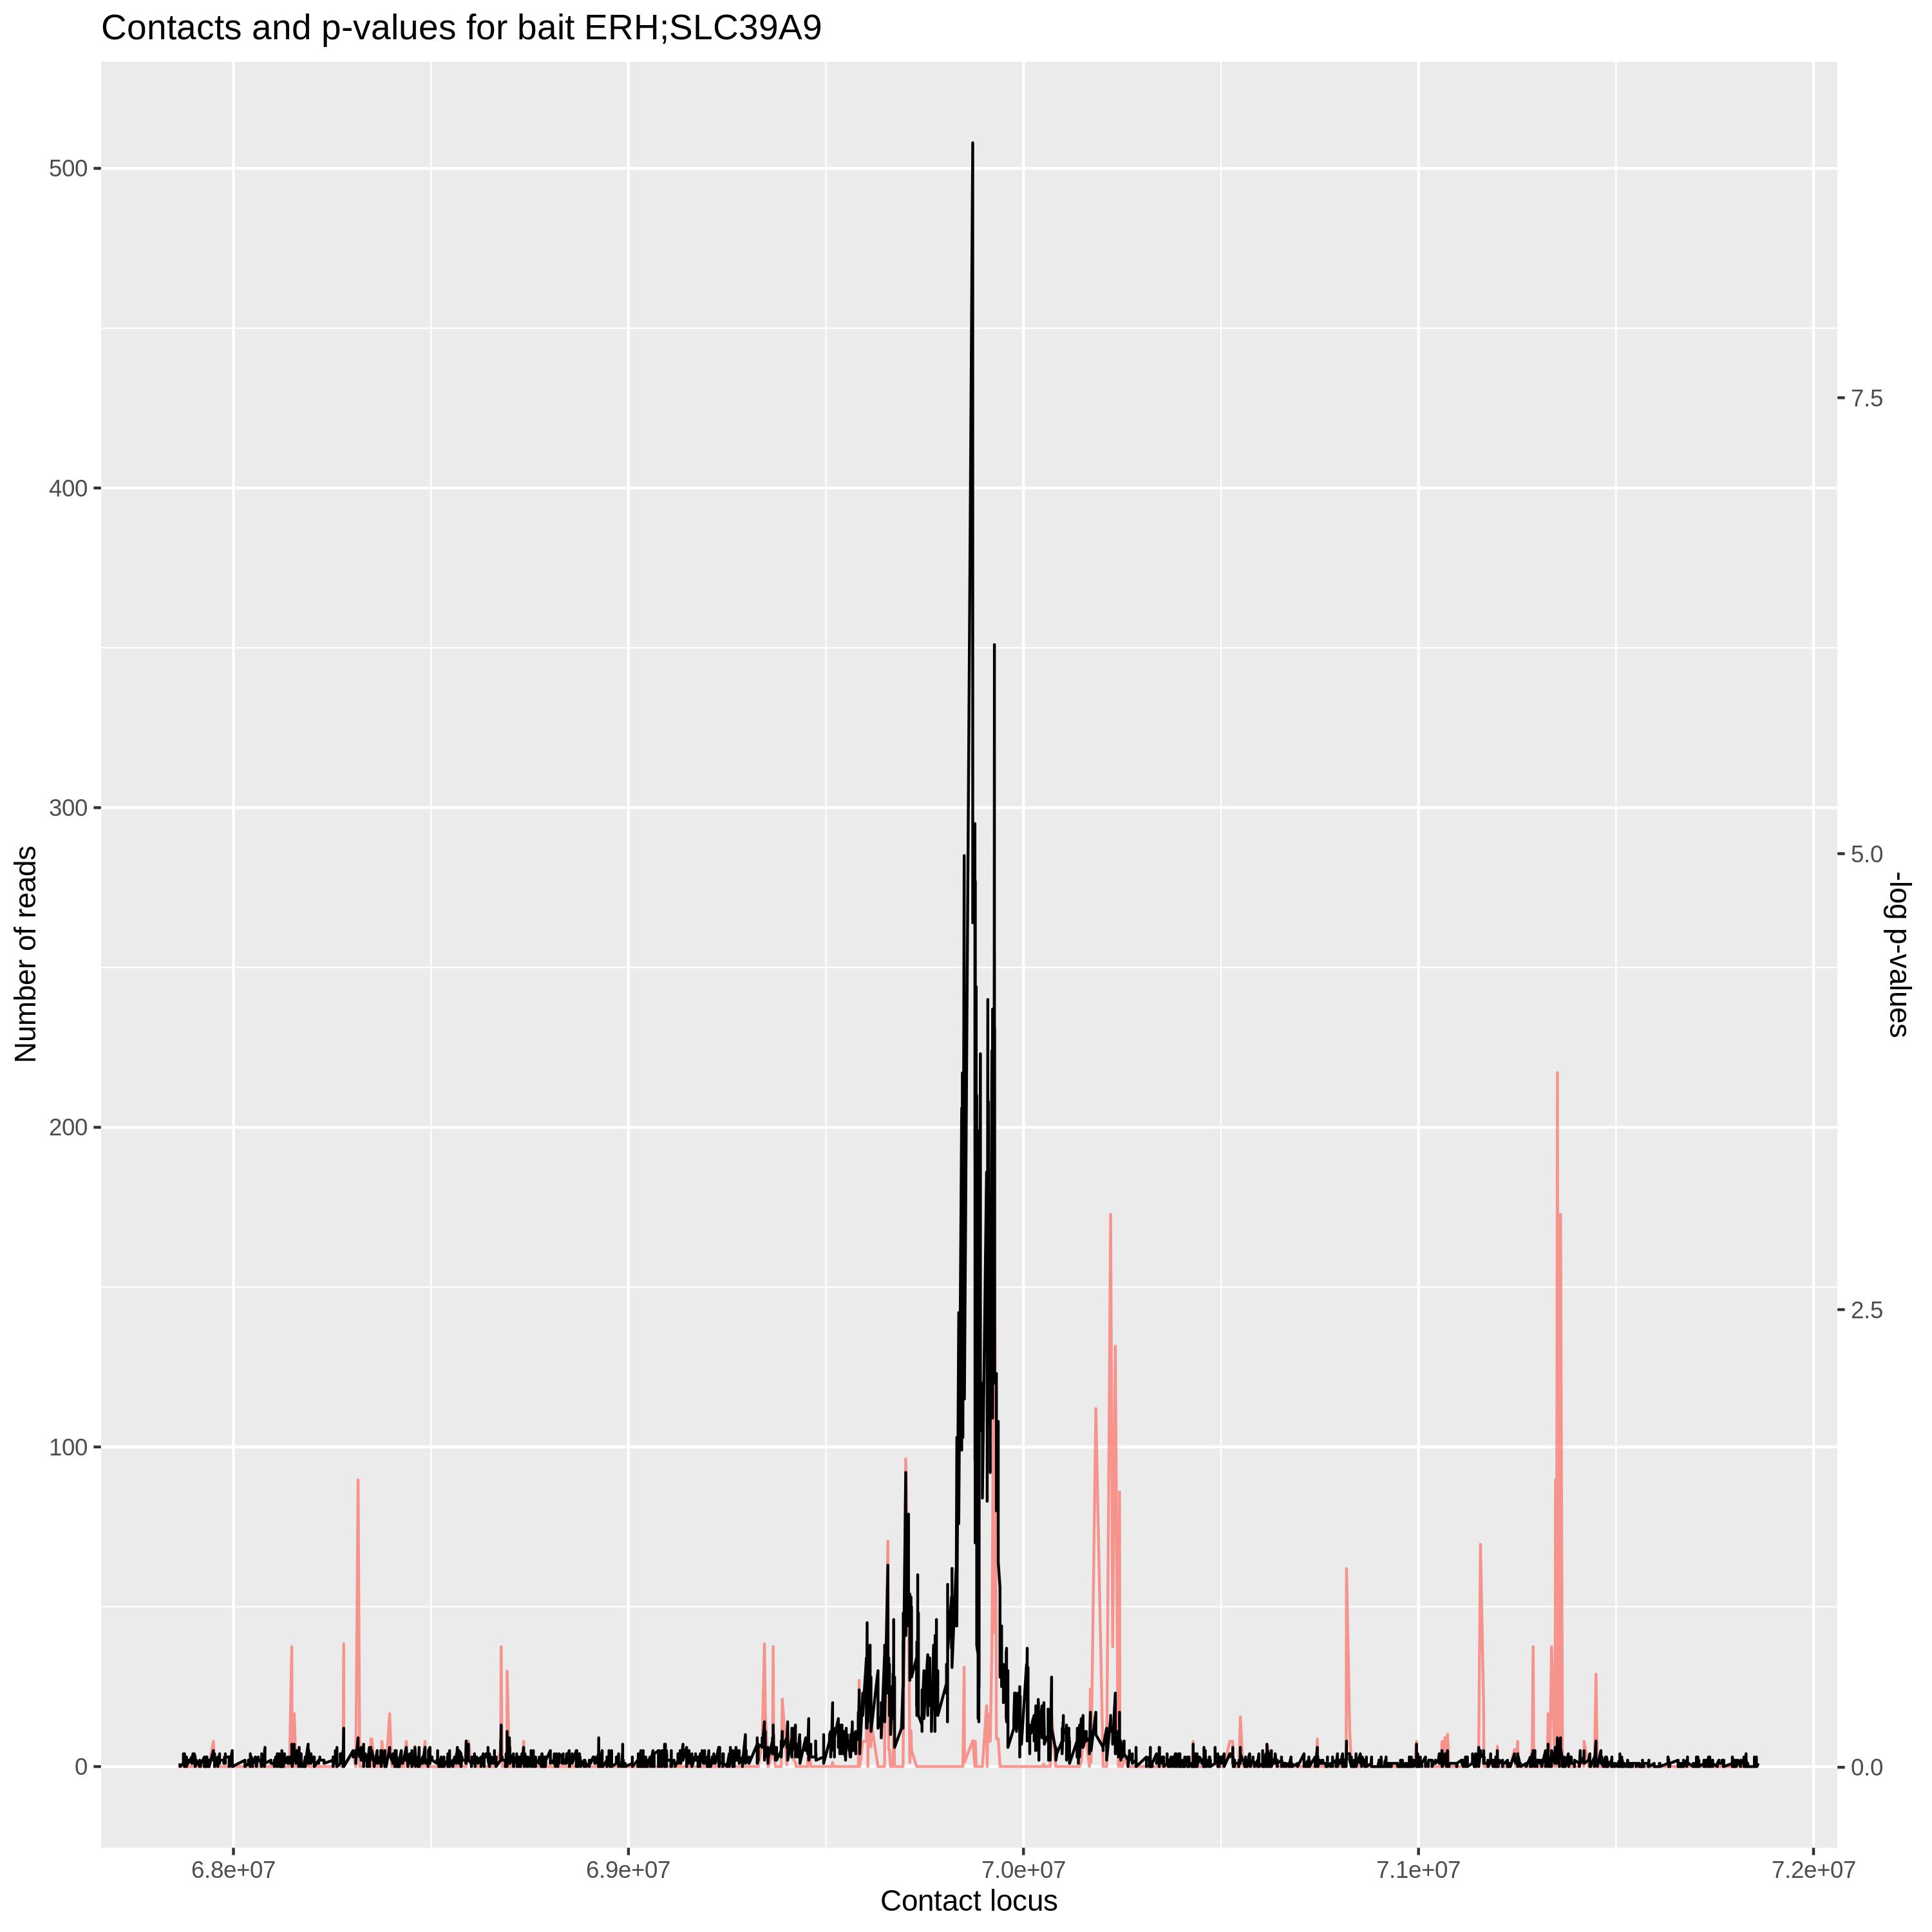 Contacts and p-values for bait ERH;SLC39A9
500
400
300
200
100
0
Number of reads
7.5
5.0
2.5
0.0
-log p-values
6.8e+07 6.9e+07 7.0e+07 7.1e+07 7.2e+07
Contact locus